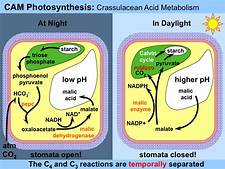 CAM Photosynthesis: Crassulacean Acid Metabolism
At Night
In Daylight
starch
triose
phosphate
phosphoenol
pyruvate
HCO3-
pepc
low pH
malic
acid
NAD+
NADH
malate
oxaloacetate
malic
dehydrogenase
atm
CO2
stomata open!
starch
Calvin
cycle
pyruvate
rubisco
CO2
NADPH
malic
enzyme
NADP+
higher pH
malic
acid
malate
stomata closed!
The C4 and C3 reactions are temporally separated